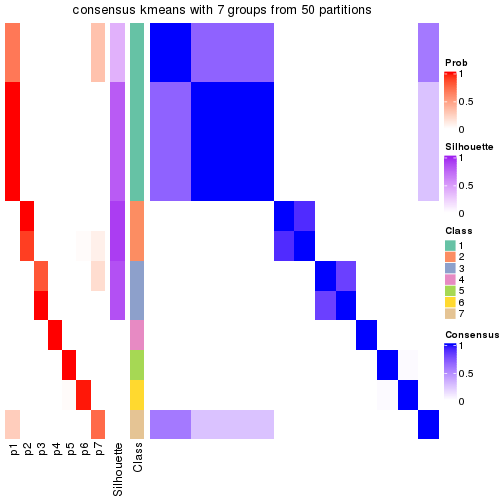 consensus kmeans with 7 groups from 50 partitions
Prob
1
0.5
0
Silhouette
1
0.5
0
Class
1
2
3
4
5
6
7
Consensus
1
0.5
0
p1
p2
p3
p4
p5
p6
p7
Silhouette
Class